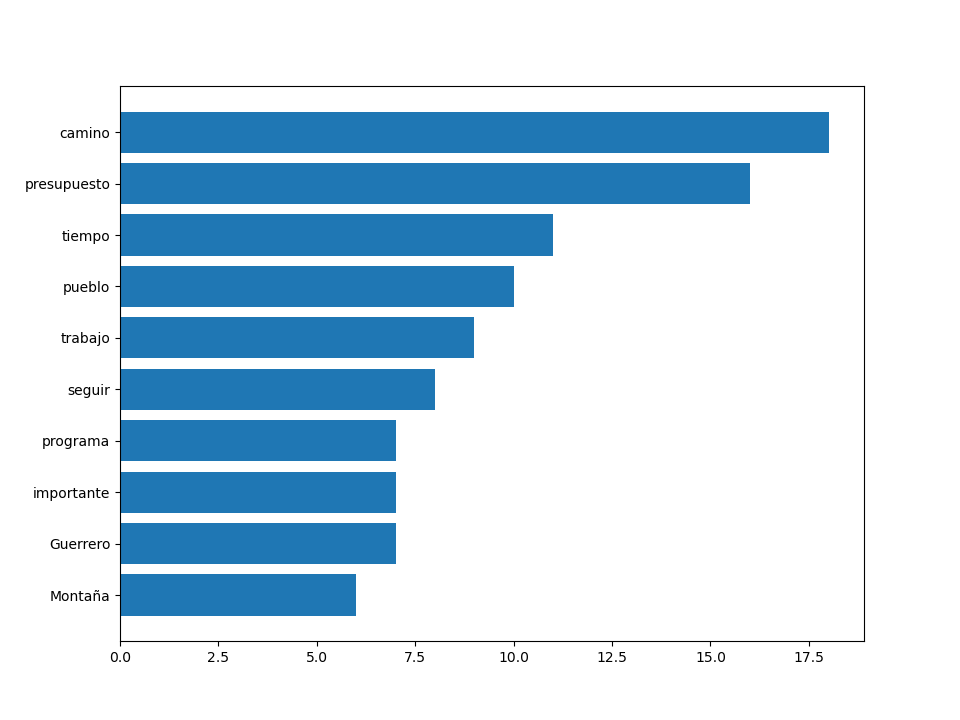 camino
presupuesto
tiempo
pueblo
trabajo
seguir
programa
importante
Guerrero
Montaña
0.0 2.5 5.0 7.5 10.0 12.5 15.0 17.5